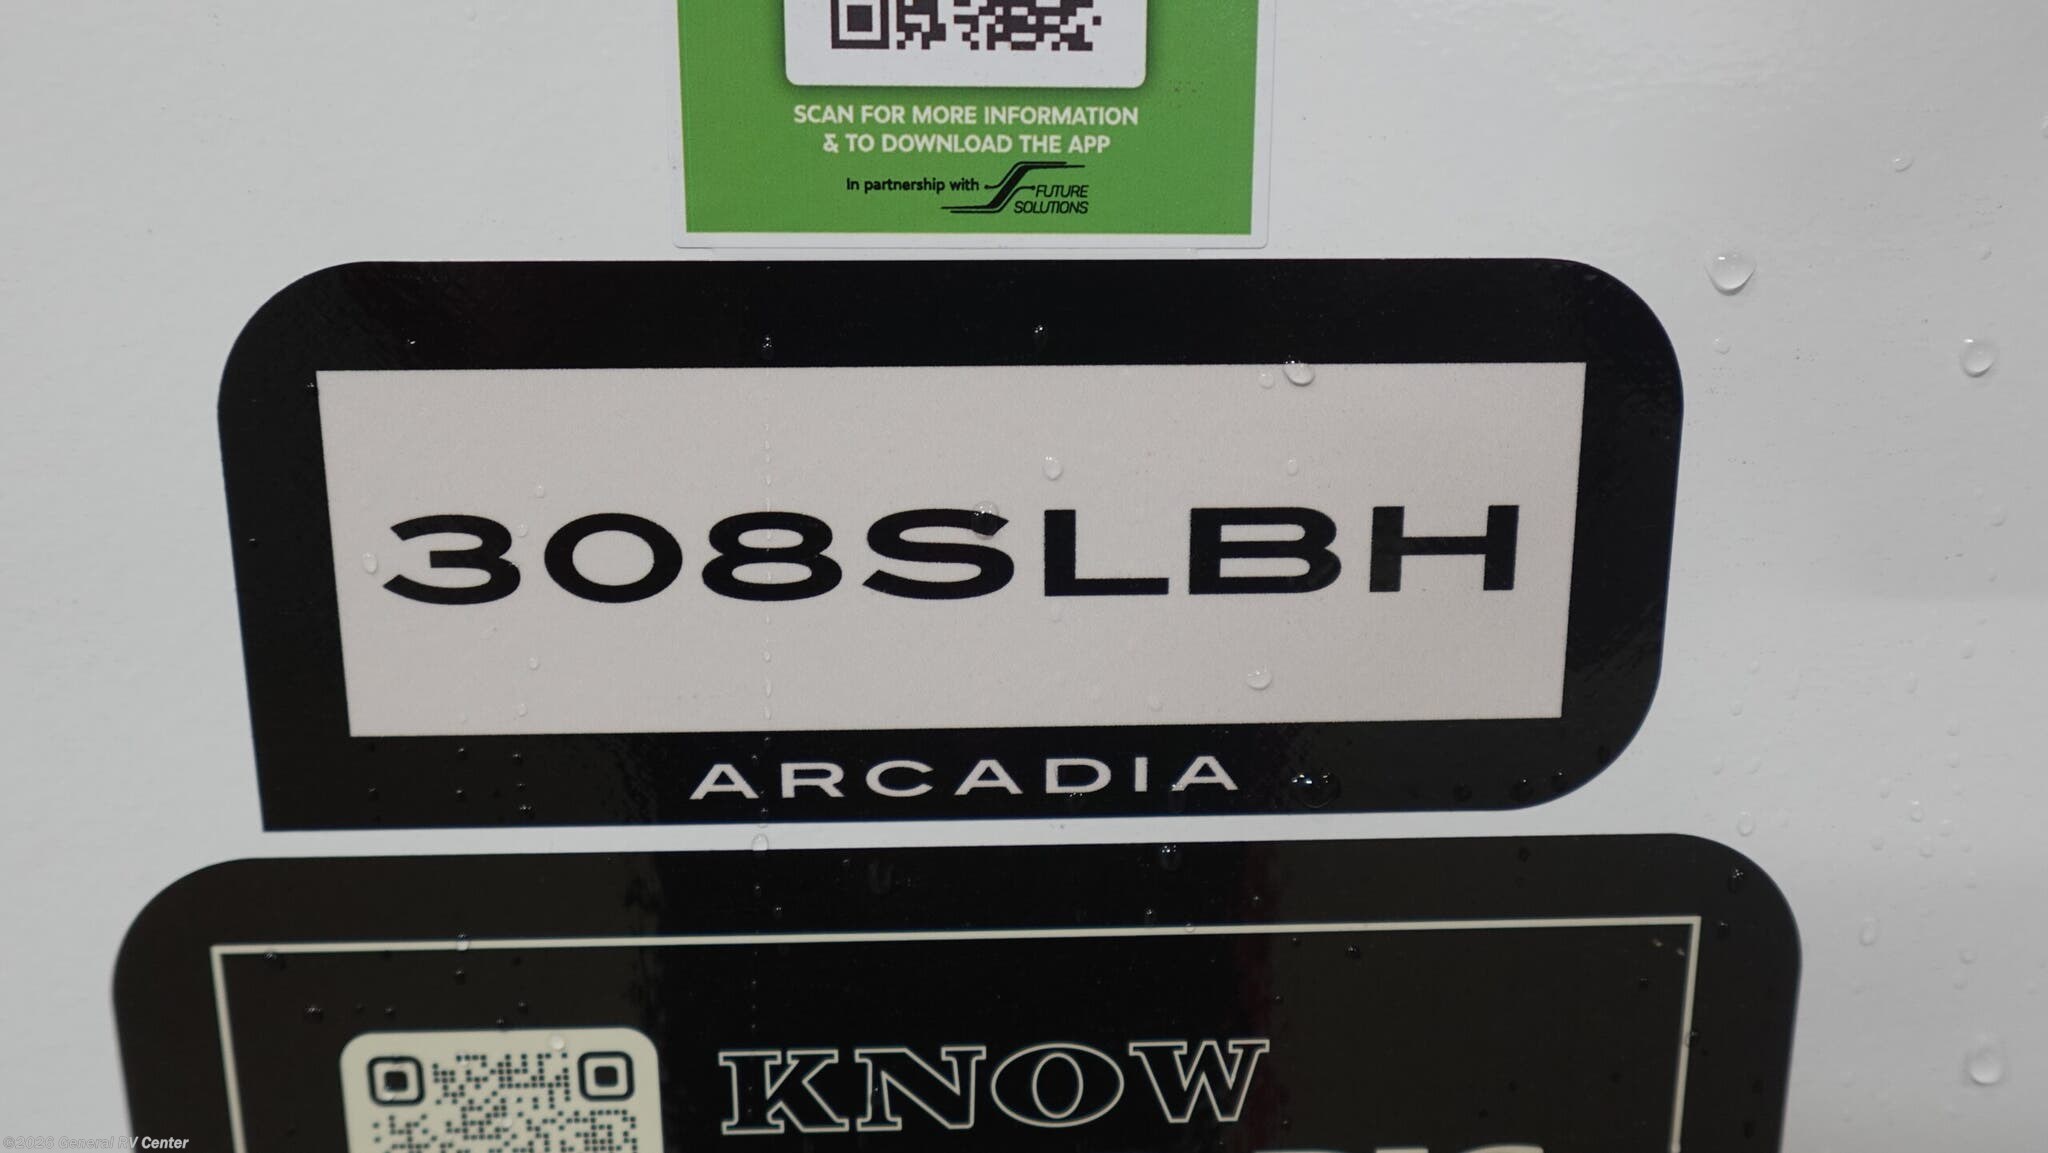 SCAN FOR MORE INFORMATION
& TO DOWNLOAD THE APP
In partnership with FUTURE
SOLUTIONS
308SLBH
ARCADIA
KNOW
©2026 General RV Center